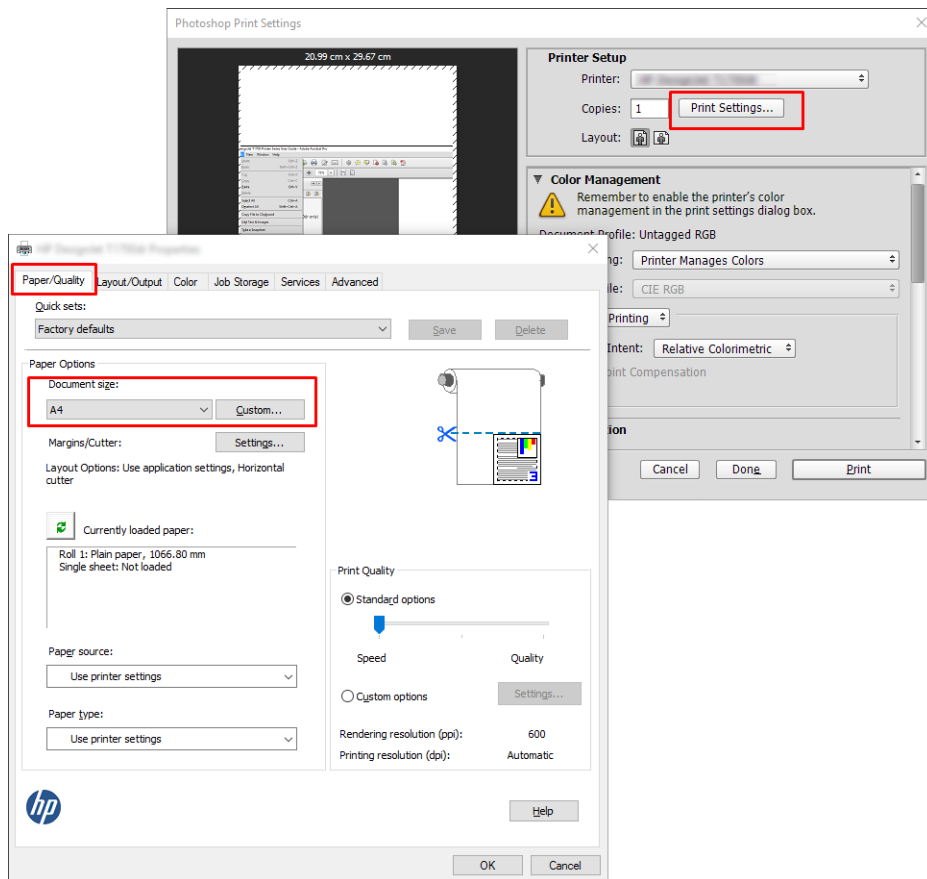 Photoshop Print Settings
20.99 cm x 29.67 cm
Printer Setup
Printer:
Copies: 1 Print Settings...
Layout:
Color Management
Remember to enable the printer's color
management in the print settings dialog box.
Document Profile: Untagged RGB
ng: Printer Manages Colors
ile: CIE RGB
Printing
Intent: Relative Colorimetric
oint Compensation
tion
Cancel Done Print
Paper/Quality Layout/Output Color Job Storage Services Advanced
Quick sets:
Factory defaults Save Delete
Paper Options
Document size:
A4 Custom...
Margins/Cutter: Settings...
Layout Options: Use application settings, Horizontal
cutter
Currently loaded paper:
Roll 1: Plain paper, 1066.80 mm
Single sheet: Not loaded
Paper source:
Use printer settings
Paper type:
Use printer settings
Print Quality
Standard options
Speed Quality
Custom options Settings...
Rendering resolution (ppi): 600
Printing resolution (dpi): Automatic
hp
Help
OK Cancel